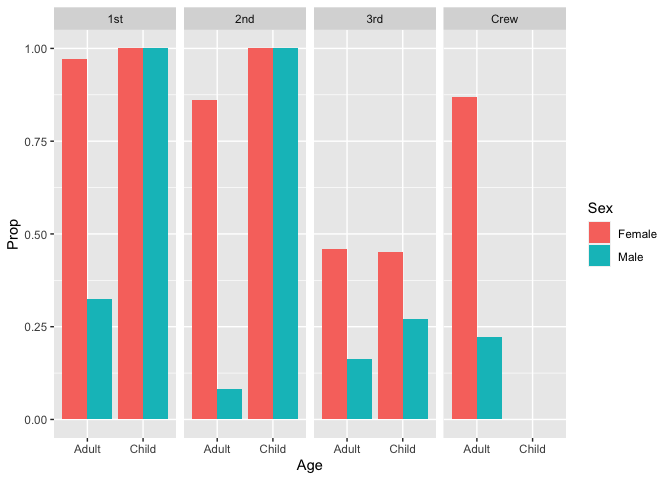 1st 2nd 3rd Crew
1.00
0.75
0.50
0.25
0.00
Prop
Adult Child Adult Child Adult Child Adult Child
Age
Sex
Female
Male